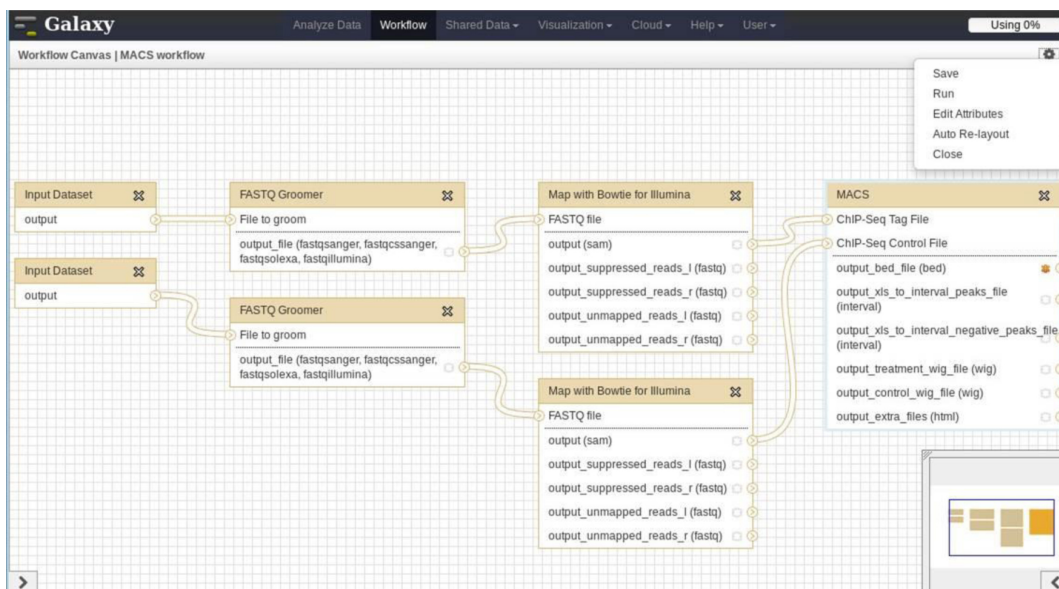 Galaxy
Analyze Data
Workflow
Shared Data
Visualization
Cloud
Help
User
Using 0%
Workflow Canvas | MACS workflow
Save
Run
Edit Attributes
Auto Re-layout
Close
Input Dataset
output
Input Dataset
output
FASTQ Groomer
File to groom
output_file (fastqsanger, fastqcssanger,
fastqsolexa, fastqillumina)
FASTQ Groomer
File to groom
output_file (fastqsanger, fastqcssanger,
fastqsolexa, fastqillumina)
Map with Bowtie for Illumina
FASTQ file
output (sam)
output_suppressed_reads_l (fastq)
output_suppressed_reads_r (fastq)
output_unmapped_reads_l (fastq)
output_unmapped_reads_r (fastq)
Map with Bowtie for Illumina
FASTQ file
output (sam)
output_suppressed_reads_l (fastq)
output_suppressed_reads_r (fastq)
output_unmapped_reads_l (fastq)
output_unmapped_reads_r (fastq)
MACS
ChIP-Seq Tag File
ChIP-Seq Control File
output_bed_file (bed)
output_xls_to_interval_peaks_file
(interval)
output_xls_to_interval_negative_peaks_file
(interval)
output_treatment_wig_file (wig)
output_control_wig_file (wig)
output_extra_files (html)